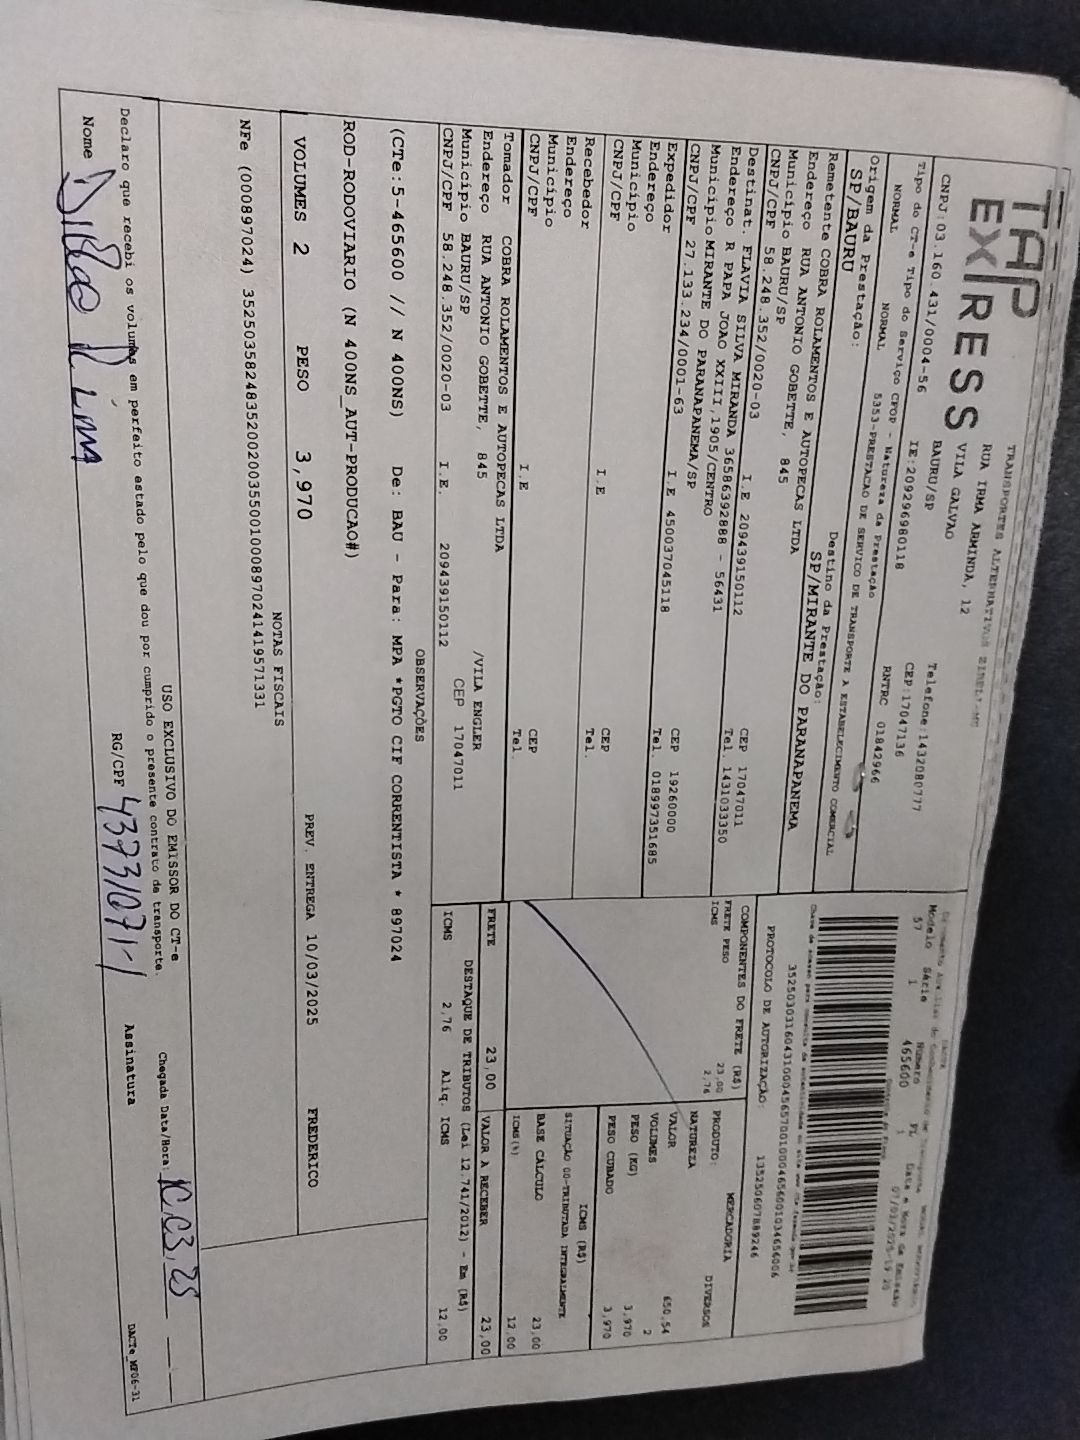 TAP
EXPRESS
TRANSPORTES ALTERNATIVOS
RUA IRMA ARMINDA, 12
VILA GALVAO
BAURU/SP
CNPJ:03.160.431/0004-56 IE:209296980118
Telefone:1432080777
CEP:17047136
RNTRC 01842966
Tipo do CT-e Tipo do Serviço CFOP - Natureza da Prestação
NORMAL NORMAL 5353-PRESTACAO DE SERVICO DE TRANSPORTE A ESTABELECIMENTO COMERCIAL
Origem da Prestação: Destino da Prestação:
SP/BAURU SP/MIRANTE DO PARANAPANEMA
Modelo Série Número FL Data e Hora da Emissão
57 1 465600 1
PROTOCOLO DE AUTORIZAÇÃO: 135250607889246
Remetente COBRA ROLAMENTOS E AUTOPECAS LTDA
Endereço RUA ANTONIO GOBETTE, 845
Município BAURU/SP CEP 17047011
CNPJ/CPF 58.248.352/0020-03 I.E 209439150112 Tel. 1431033350
Destinat. FLAVIA SILVA MIRANDA 36586392888 - 56431
Endereço R PAPA JOAO XXIII,1905/CENTRO
Município MIRANTE DO PARANAPANEMA/SP CEP 19260000
CNPJ/CPF 27.133.234/0001-63 I.E 450037045118 Tel. 018997351685
Expedidor
Endereço
Município CEP
CNPJ/CPF I.E Tel.
Recebedor
Endereço
Município CEP
CNPJ/CPF I.E Tel.
Tomador COBRA ROLAMENTOS E AUTOPECAS LTDA
Endereço RUA ANTONIO GOBETTE, 845 /VILA ENGLER
Município BAURU/SP CEP 17047011
CNPJ/CPF 58.248.352/0020-03 I.E. 209439150112
COMPONENTES DO FRETE (R$)
FRETE PESO 23,00
ICMS 2,76
PRODUTO: MERCADORIA DIVERSOS
NATUREZA
VALOR 650,54
VOLUMES 2
PESO (KG) 3,970
PESO CUBADO 3,970
ICMS (R$)
SITUAÇÃO 00-TRIBUTADA INTEGRALMENTE
BASE CÁLCULO 23,00
ICMS(%) 12,00
FRETE 23,00 VALOR A RECEBER 23,00
DESTAQUE DE TRIBUTOS (Lei 12.741/2012) - Em (R$)
ICMS 2,76 Aliq. ICMS 12,00
OBSERVAÇÕES
(CTe:5-465600 // N 400NS) De: BAU - Para: MPA *PGTO CIF CORRENTISTA * 897024
ROD-RODOVIARIO (N 400NS_AUT-PRODUCAO#)
VOLUMES 2 PESO 3,970 PREV. ENTREGA 10/03/2025 FREDERICO
NOTAS FISCAIS
NFe (000897024) 35250358248352002003550010008970241419571331
USO EXCLUSIVO DO EMISSOR DO CT-e
Declaro que recebi os volumes em perfeito estado pelo que dou por cumprido o presente contrato de transporte.
Chegada Data/Hora:
Nome RG/CPF Assinatura
DACTe_MP06-31